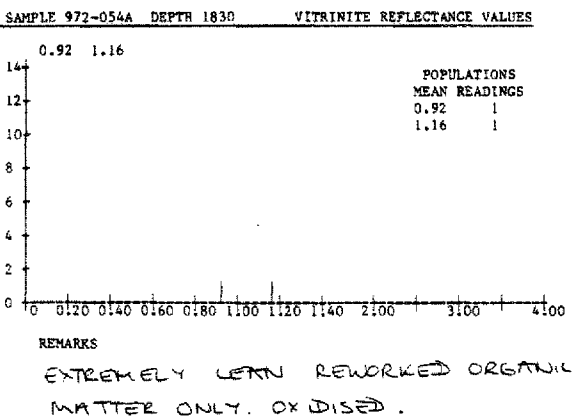 SAMPLE 972-054A DEPTH 1830 VITRINITE REFLECTANCE VALUES
0.92 1.16
POPULATIONS
MEAN READINGS
0.92 1
1.16 1
14
12
10
8
6
4
2
0
0 0.20 0.40 0.60 0.80 1.00 1.20 1.40 2.00 3.00 4.00
REMARKS
EXTREMELY LEAN REWORKED ORGANIC
MATTER ONLY. OXIDISED.